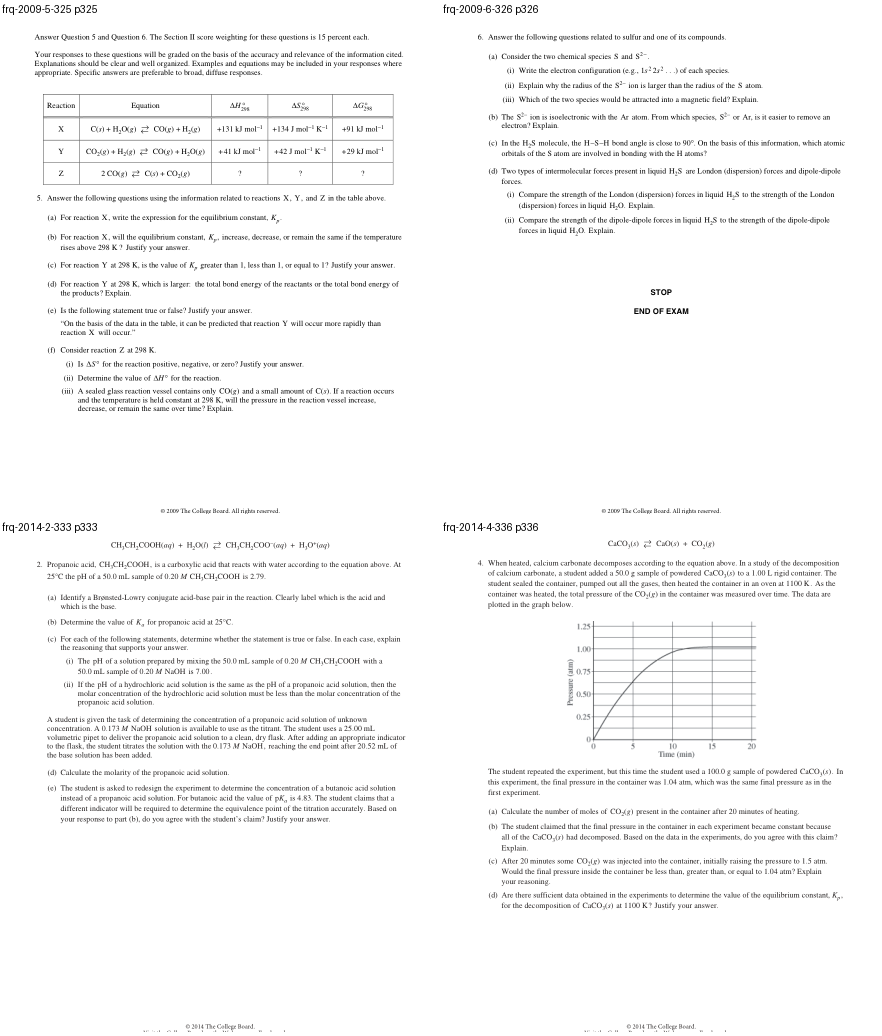 frq-2009-5-325 p325
Answer Question 5 and Question 6. The Section II score weighting for these questions is 15 percent each.
Your responses to these questions will be graded on the basis of the accuracy and relevance of the information cited.
Explanations should be clear and well organized. Examples and equations may be included in your responses where
appropriate. Specific answers are preferable to broad, diffuse responses.
Reaction Equation ΔH°298 ΔS°298 ΔG°298
X C(s) + H2O(g) ⇄ CO(g) + H2(g) +131 kJ mol−1 +134 J mol−1 K−1 +91 kJ mol−1
Y CO2(g) + H2(g) ⇄ CO(g) + H2O(g) +41 kJ mol−1 +42 J mol−1 K−1 +29 kJ mol−1
Z 2 CO(g) ⇄ C(s) + CO2(g) ? ? ?
5. Answer the following questions using the information related to reactions X, Y, and Z in the table above.
(a) For reaction X, write the expression for the equilibrium constant, Kp.
(b) For reaction X, will the equilibrium constant, Kp, increase, decrease, or remain the same if the temperature
rises above 298 K ? Justify your answer.
(c) For reaction Y at 298 K, is the value of Kp greater than 1, less than 1, or equal to 1? Justify your answer.
(d) For reaction Y at 298 K, which is larger: the total bond energy of the reactants or the total bond energy of
the products? Explain.
(e) Is the following statement true or false? Justify your answer.
"On the basis of the data in the table, it can be predicted that reaction Y will occur more rapidly than
reaction X will occur."
(f) Consider reaction Z at 298 K.
(i) Is ΔS° for the reaction positive, negative, or zero? Justify your answer.
(ii) Determine the value of ΔH° for the reaction.
(iii) A sealed glass reaction vessel contains only CO(g) and a small amount of C(s). If a reaction occurs
and the temperature is held constant at 298 K, will the pressure in the reaction vessel increase,
decrease, or remain the same over time? Explain.
© 2009 The College Board. All rights reserved.
frq-2009-6-326 p326
6. Answer the following questions related to sulfur and one of its compounds.
(a) Consider the two chemical species S and S2−.
(i) Write the electron configuration (e.g., 1s2 2s2 . . .) of each species.
(ii) Explain why the radius of the S2− ion is larger than the radius of the S atom.
(iii) Which of the two species would be attracted into a magnetic field? Explain.
(b) The S2− ion is isoelectronic with the Ar atom. From which species, S2− or Ar, is it easier to remove an
electron? Explain.
(c) In the H2S molecule, the H–S–H bond angle is close to 90°. On the basis of this information, which atomic
orbitals of the S atom are involved in bonding with the H atoms?
(d) Two types of intermolecular forces present in liquid H2S are London (dispersion) forces and dipole-dipole
forces.
(i) Compare the strength of the London (dispersion) forces in liquid H2S to the strength of the London
(dispersion) forces in liquid H2O. Explain.
(ii) Compare the strength of the dipole-dipole forces in liquid H2S to the strength of the dipole-dipole
forces in liquid H2O. Explain.
STOP
END OF EXAM
© 2009 The College Board. All rights reserved.
frq-2014-2-333 p333
CH3CH2COOH(aq) + H2O(l) ⇄ CH3CH2COO−(aq) + H3O+(aq)
2. Propanoic acid, CH3CH2COOH, is a carboxylic acid that reacts with water according to the equation above. At
25°C the pH of a 50.0 mL sample of 0.20 M CH3CH2COOH is 2.79.
(a) Identify a Brønsted-Lowry conjugate acid-base pair in the reaction. Clearly label which is the acid and
which is the base.
(b) Determine the value of Ka for propanoic acid at 25°C.
(c) For each of the following statements, determine whether the statement is true or false. In each case, explain
the reasoning that supports your answer.
(i) The pH of a solution prepared by mixing the 50.0 mL sample of 0.20 M CH3CH2COOH with a
50.0 mL sample of 0.20 M NaOH is 7.00.
(ii) If the pH of a hydrochloric acid solution is the same as the pH of a propanoic acid solution, then the
molar concentration of the hydrochloric acid solution must be less than the molar concentration of the
propanoic acid solution.
A student is given the task of determining the concentration of a propanoic acid solution of unknown
concentration. A 0.173 M NaOH solution is available to use as the titrant. The student uses a 25.00 mL
volumetric pipet to deliver the propanoic acid solution to a clean, dry flask. After adding an appropriate indicator
to the flask, the student titrates the solution with the 0.173 M NaOH, reaching the end point after 20.52 mL of
the base solution has been added.
(d) Calculate the molarity of the propanoic acid solution.
(e) The student is asked to redesign the experiment to determine the concentration of a butanoic acid solution
instead of a propanoic acid solution. For butanoic acid the value of pKa is 4.83. The student claims that a
different indicator will be required to determine the equivalence point of the titration accurately. Based on
your response to part (b), do you agree with the student's claim? Justify your answer.
© 2014 The College Board.
frq-2014-4-336 p336
CaCO3(s) ⇄ CaO(s) + CO2(g)
4. When heated, calcium carbonate decomposes according to the equation above. In a study of the decomposition
of calcium carbonate, a student added a 50.0 g sample of powdered CaCO3(s) to a 1.00 L rigid container. The
student sealed the container, pumped out all the gases, then heated the container in an oven at 1100 K. As the
container was heated, the total pressure of the CO2(g) in the container was measured over time. The data are
plotted in the graph below.
1.25
1.00
0.75
0.50
0.25
0
Pressure (atm)
0 5 10 15 20
Time (min)
The student repeated the experiment, but this time the student used a 100.0 g sample of powdered CaCO3(s). In
this experiment, the final pressure in the container was 1.04 atm, which was the same final pressure as in the
first experiment.
(a) Calculate the number of moles of CO2(g) present in the container after 20 minutes of heating.
(b) The student claimed that the final pressure in the container in each experiment became constant because
all of the CaCO3(s) had decomposed. Based on the data in the experiments, do you agree with this claim?
Explain.
(c) After 20 minutes some CO2(g) was injected into the container, initially raising the pressure to 1.5 atm.
Would the final pressure inside the container be less than, greater than, or equal to 1.04 atm? Explain
your reasoning.
(d) Are there sufficient data obtained in the experiments to determine the value of the equilibrium constant, Kp,
for the decomposition of CaCO3(s) at 1100 K? Justify your answer.
© 2014 The College Board.